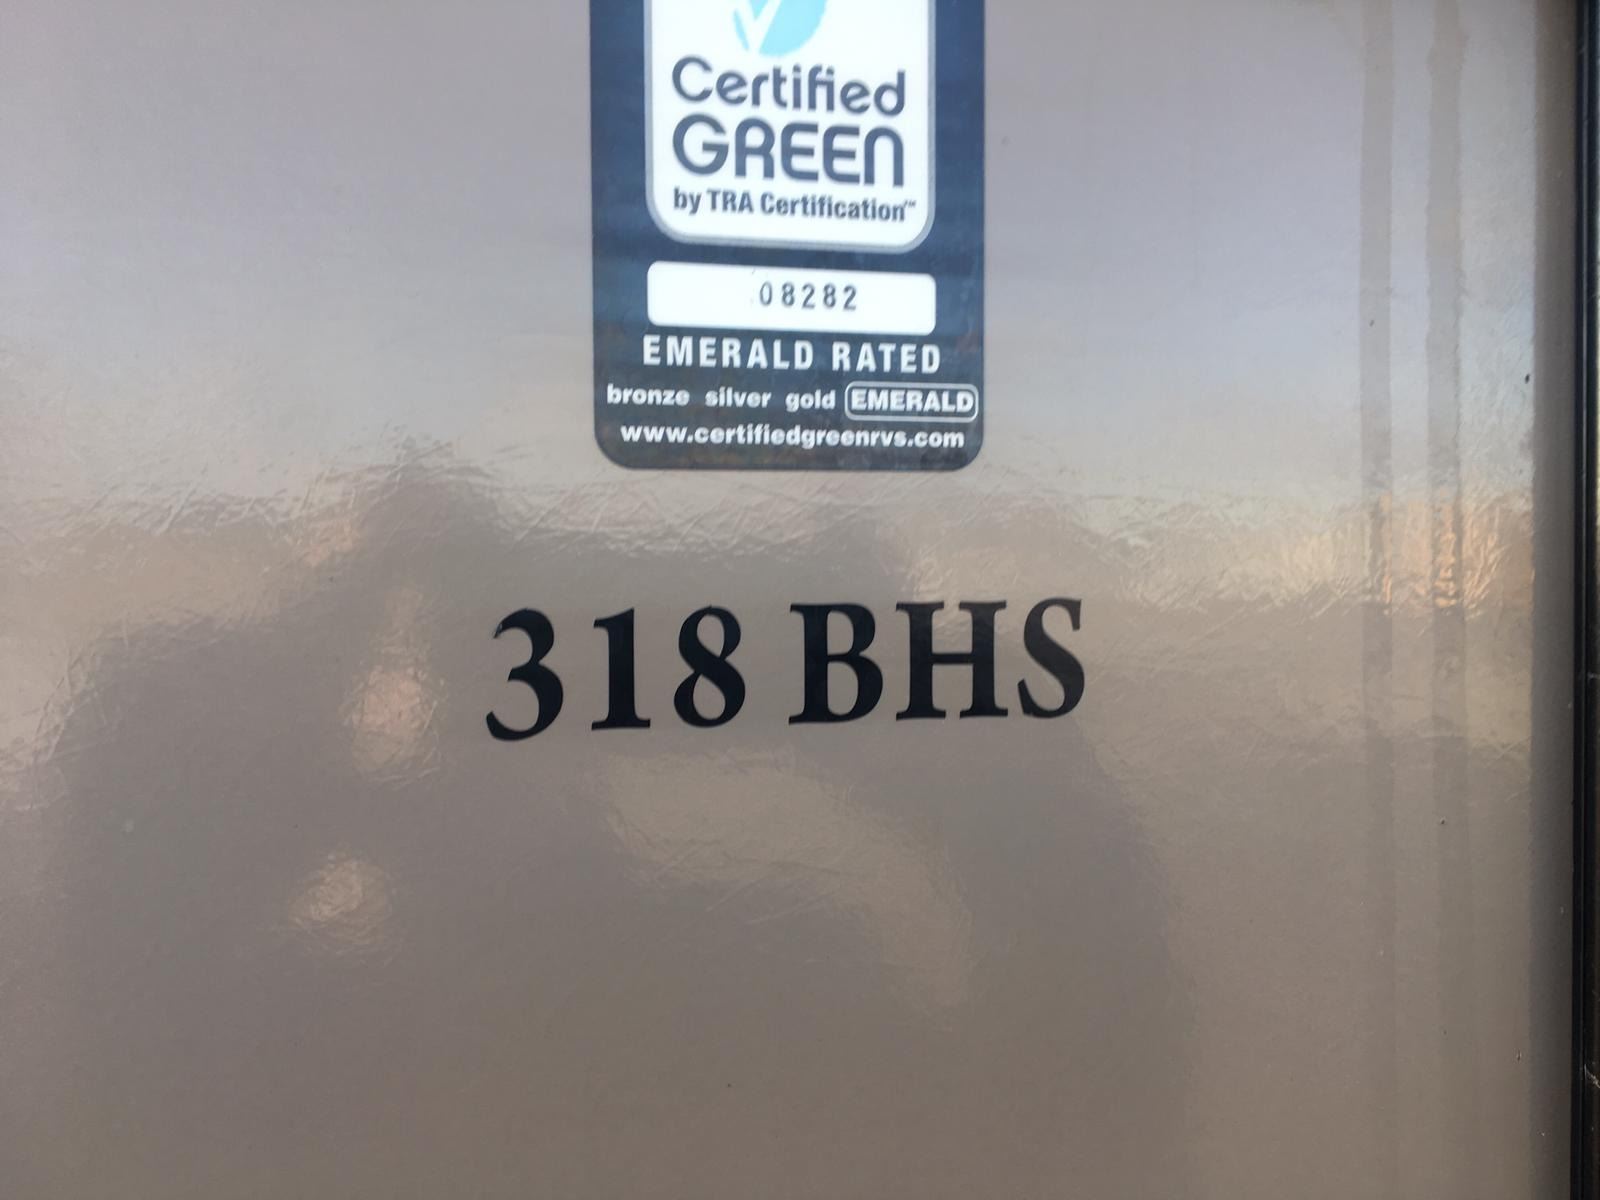 Certified
GREEN
by TRA Certification™
08282
EMERALD RATED
bronze silver gold EMERALD
www.certifiedgreenrvs.com
318 BHS